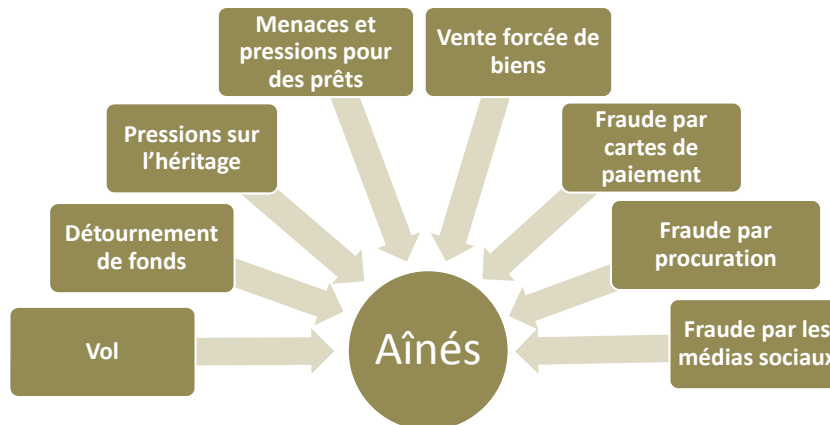 Menaces et
pressions pour
des prêts
Vente forcée de
biens
Pressions sur
l'héritage
Fraude par
cartes de
paiement
Détournement
de fonds
Fraude par
procuration
Vol
Aînés
Fraude par les
médias sociaux